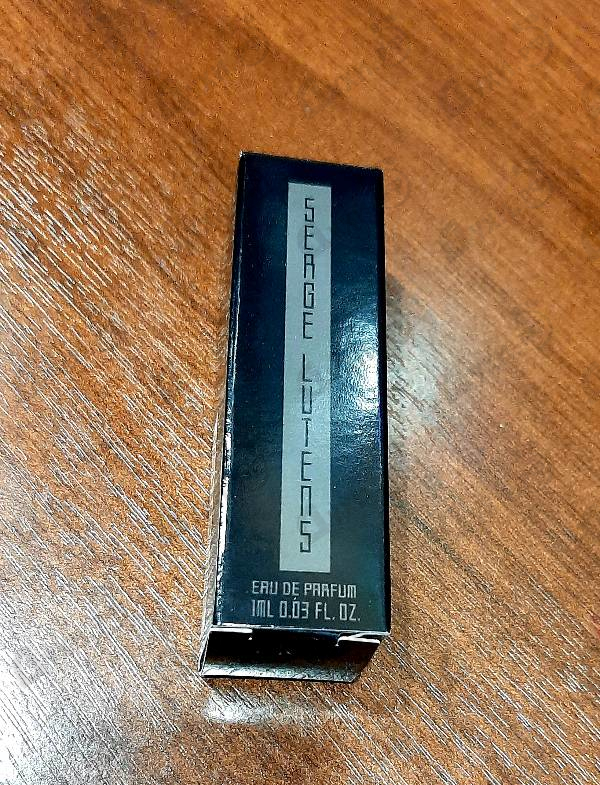 SERGE LUTENS
EAU DE PARFUM
1ML 0.03 FL. OZ.